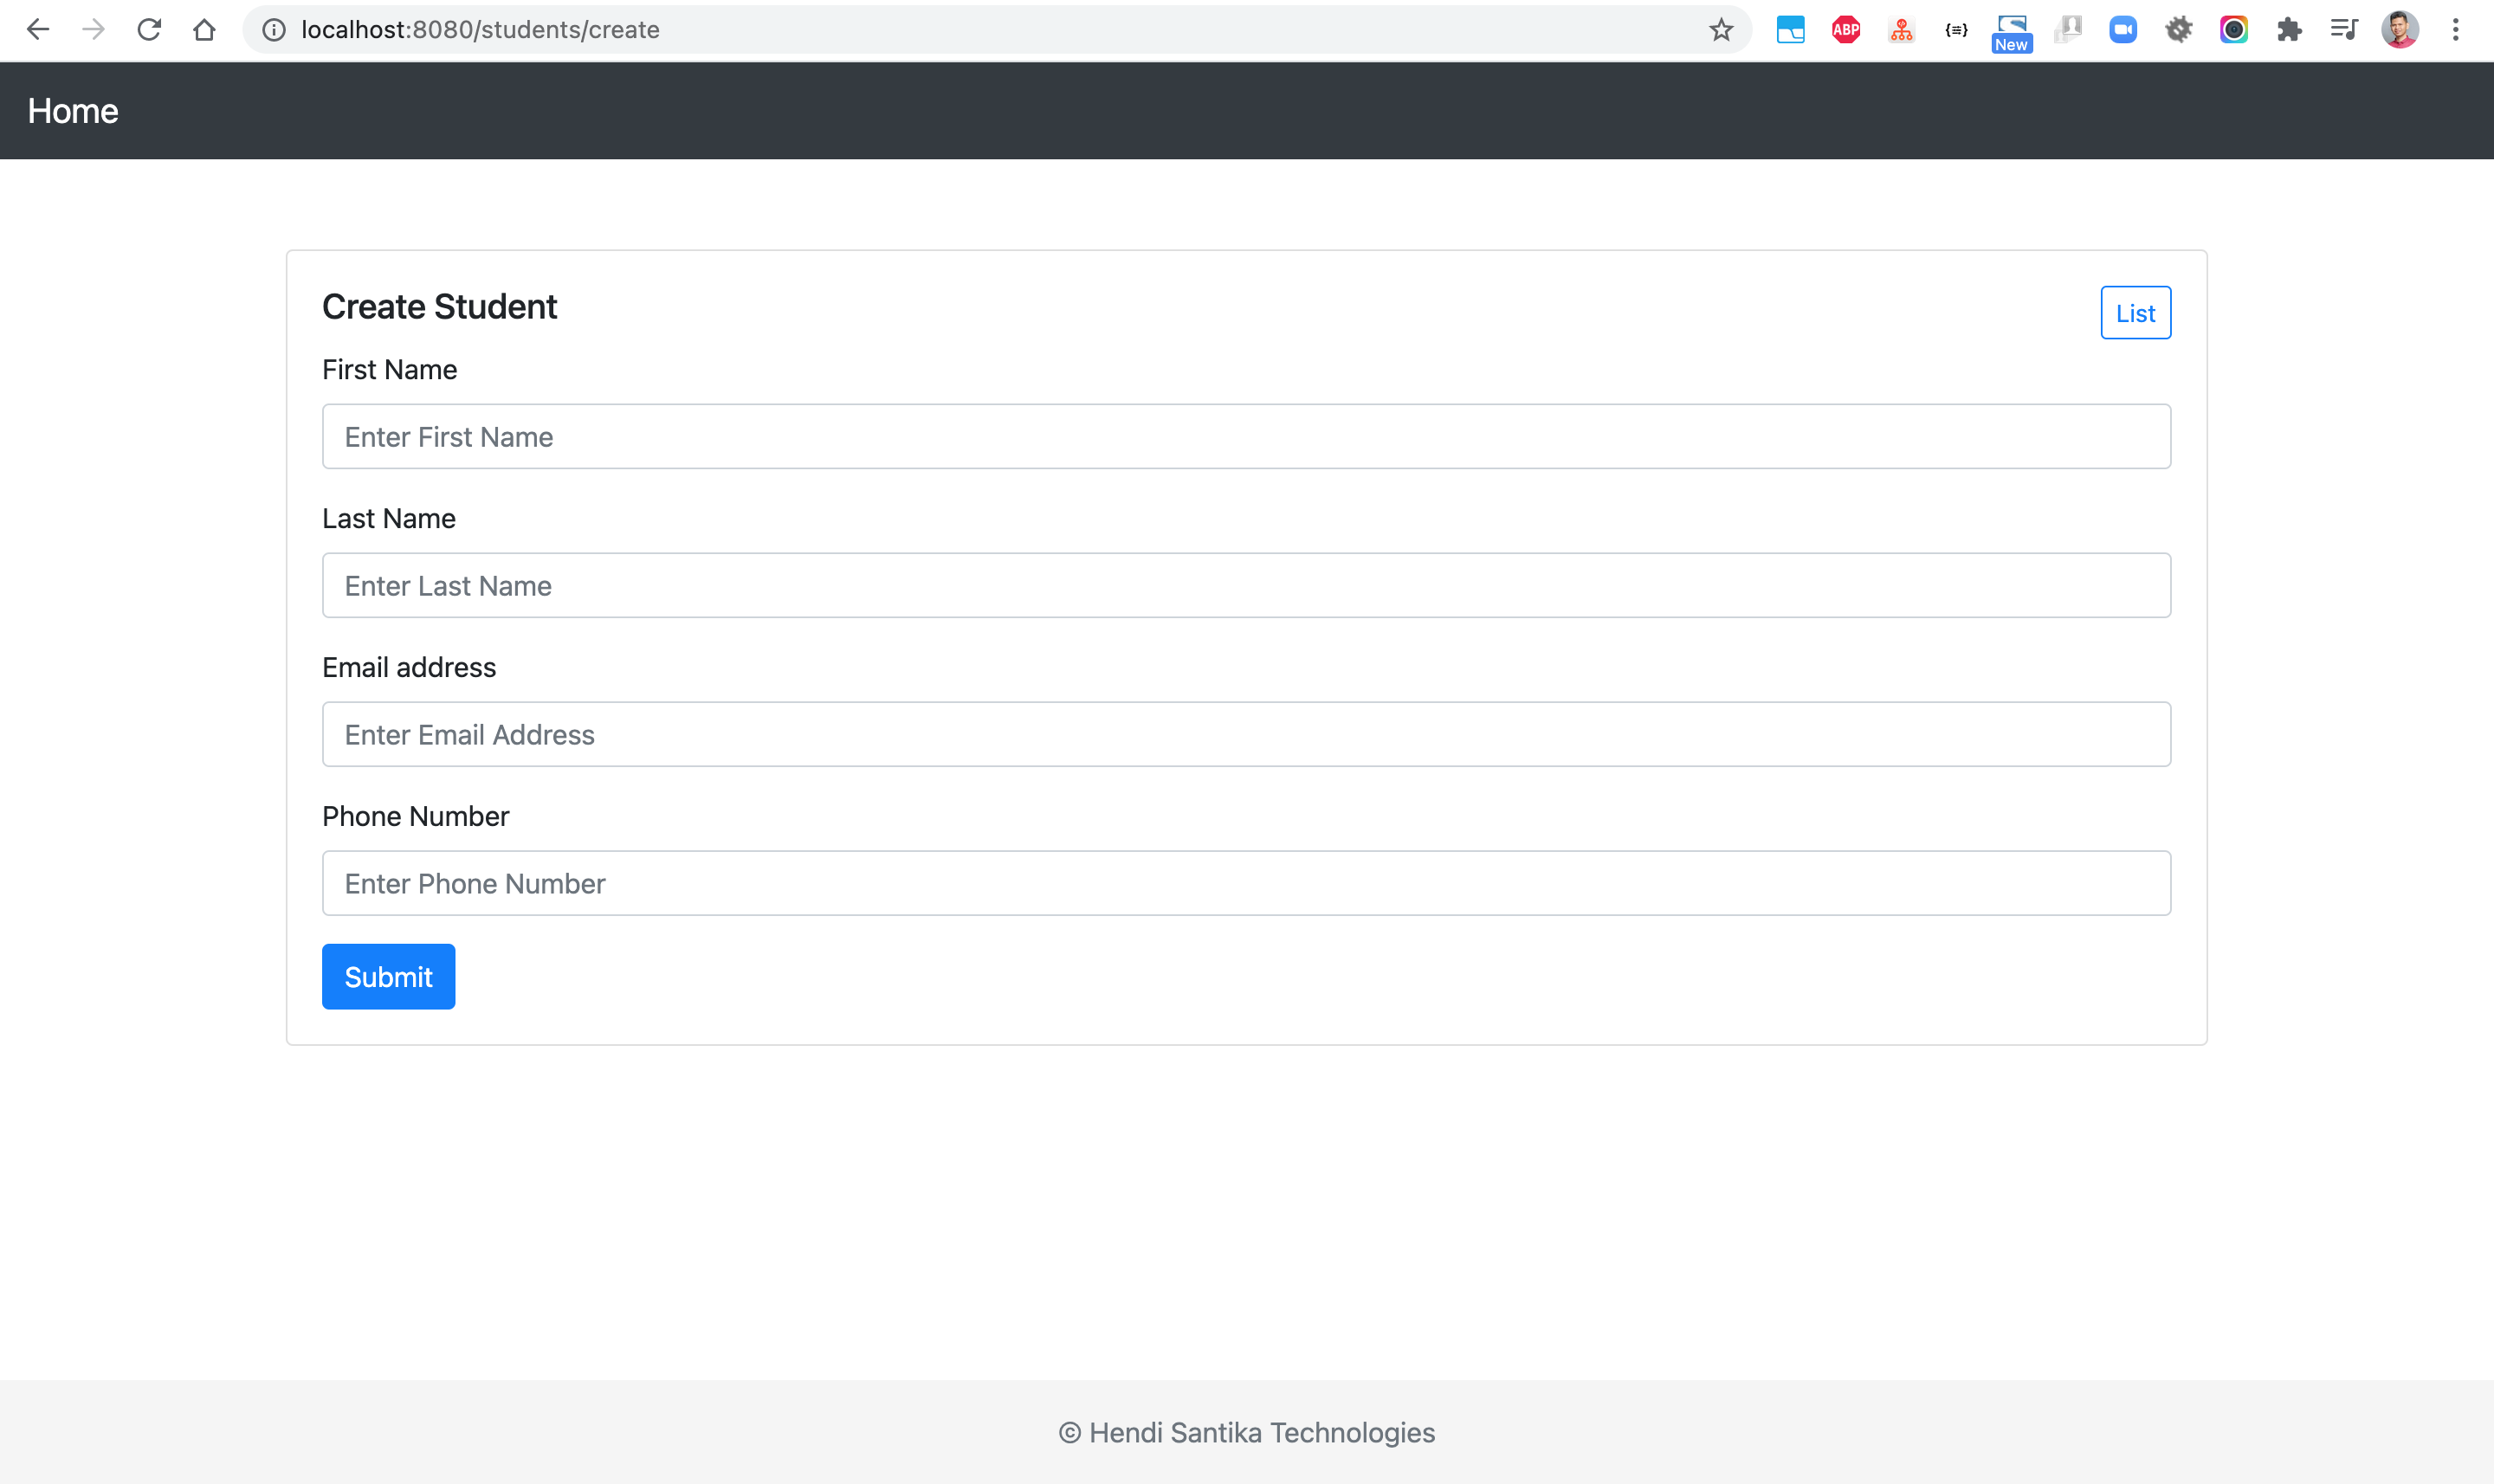 localhost:8080/students/create
ABP
{≡}
New
Home
Create Student
List
First Name
Enter First Name
Last Name
Enter Last Name
Email address
Enter Email Address
Phone Number
Enter Phone Number
Submit
© Hendi Santika Technologies